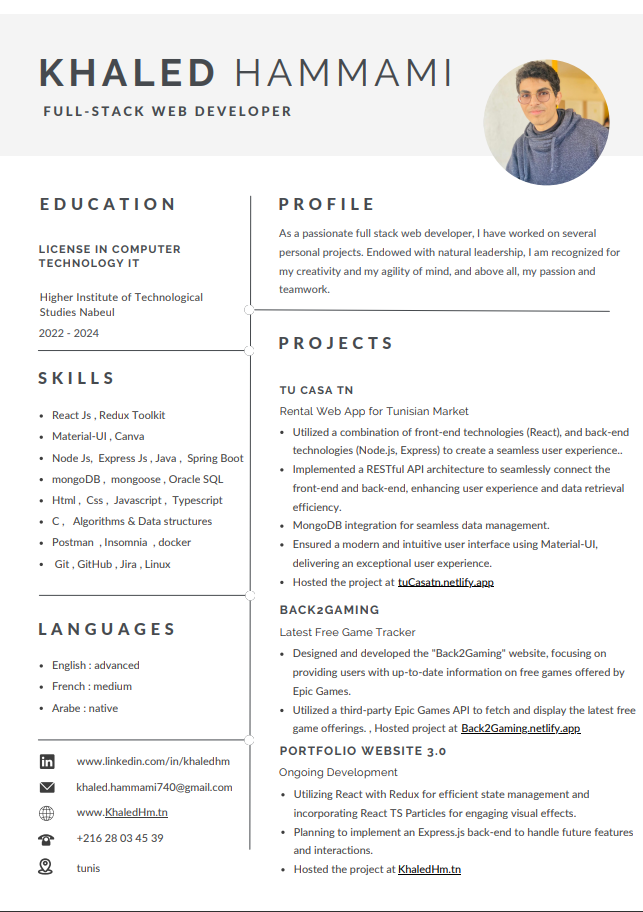 KHALED HAMMAMI
FULL-STACK WEB DEVELOPER
EDUCATION
LICENSE IN COMPUTER
TECHNOLOGY IT
Higher Institute of Technological
Studies Nabeul
2022 - 2024
SKILLS
• React Js , Redux Toolkit
• Material-UI , Canva
• Node Js, Express Js , Java , Spring Boot
• mongoDB , mongoose , Oracle SQL
• Html , Css , Javascript , Typescript
• C , Algorithms & Data structures
• Postman , Insomnia , docker
• Git , GitHub , Jira , Linux
LANGUAGES
• English : advanced
• French : medium
• Arabe : native
www.linkedin.com/in/khaledhm
khaled.hammami740@gmail.com
www.KhaledHm.tn
+216 28 03 45 39
tunis
PROFILE
As a passionate full stack web developer, I have worked on several
personal projects. Endowed with natural leadership, I am recognized for
my creativity and my agility of mind, and above all, my passion and
teamwork.
PROJECTS
TU CASA TN
Rental Web App for Tunisian Market
• Utilized a combination of front-end technologies (React), and back-end
technologies (Node.js, Express) to create a seamless user experience..
• Implemented a RESTful API architecture to seamlessly connect the
front-end and back-end, enhancing user experience and data retrieval
efficiency.
• MongoDB integration for seamless data management.
• Ensured a modern and intuitive user interface using Material-UI,
delivering an exceptional user experience.
• Hosted the project at tuCasatn.netlify.app
BACK2GAMING
Latest Free Game Tracker
• Designed and developed the "Back2Gaming" website, focusing on
providing users with up-to-date information on free games offered by
Epic Games.
• Utilized a third-party Epic Games API to fetch and display the latest free
game offerings. , Hosted project at Back2Gaming.netlify.app
PORTFOLIO WEBSITE 3.0
Ongoing Development
• Utilizing React with Redux for efficient state management and
incorporating React TS Particles for engaging visual effects.
• Planning to implement an Express.js back-end to handle future features
and interactions.
• Hosted the project at KhaledHm.tn